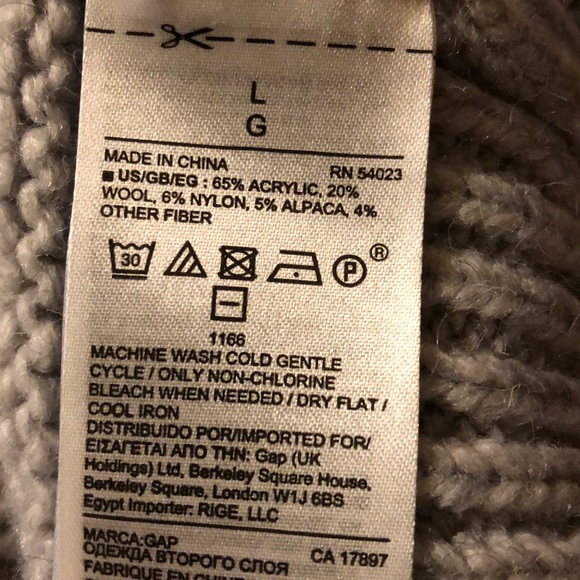 L
G
MADE IN CHINA RN 54023
■ US/GB/EG : 65% ACRYLIC, 20%
WOOL, 6% NYLON, 5% ALPACA, 4%
OTHER FIBER
30 P ®
1166
MACHINE WASH COLD GENTLE
CYCLE / ONLY NON-CHLORINE
BLEACH WHEN NEEDED / DRY FLAT /
COOL IRON
DISTRIBUIDO POR/IMPORTED FOR/
ΕΙΣΑΓΕΤΑΙ ΑΠΟ ΤΗΝ: Gap (UK
Holdings) Ltd, Berkeley Square House,
Berkeley Square, London W1J 6BS
Egypt Importer: RIGE, LLC
MARCA:GAP CA 17897
ОДЕЖДА ВТОРОГО СЛОЯ
FABRIQUE EN CHINE